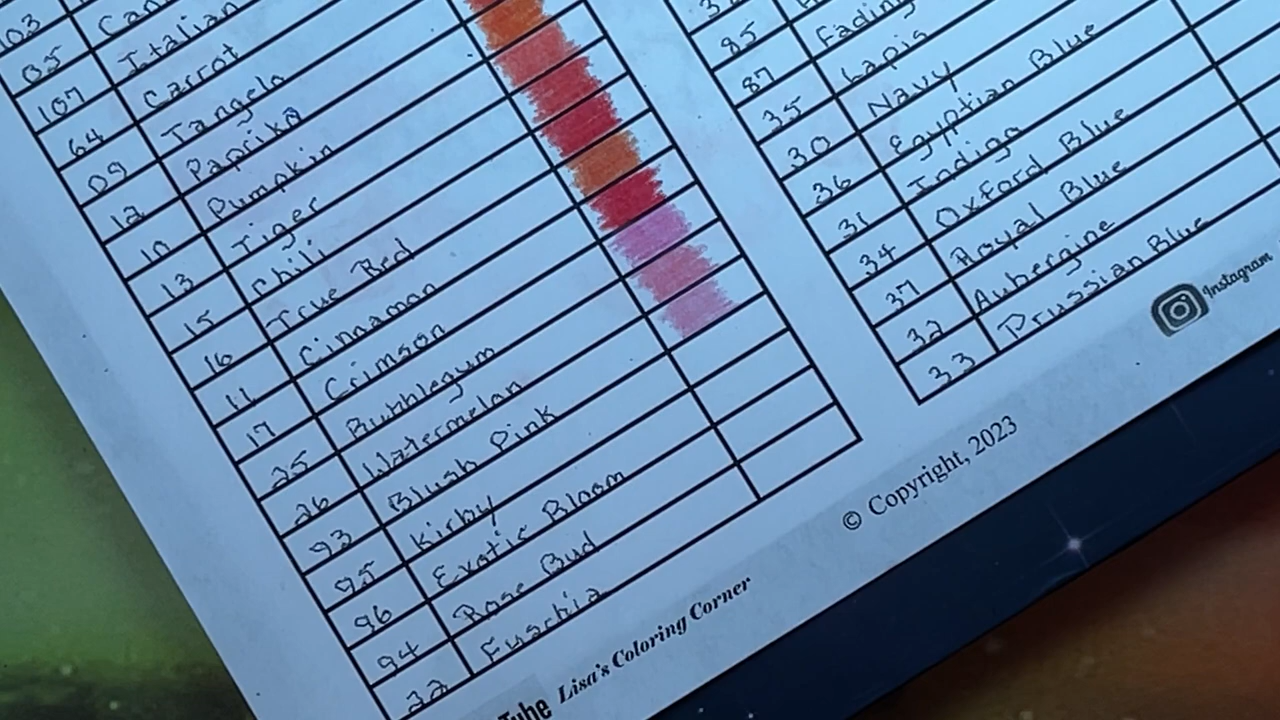 103
05
107 Italian
64 Carrot
09 Tangelo
12 Paprika
10 Pumpkin
13 Tiger
15 Chili
16 True Red
11 Cinnamon
17 Crimson
25 Bubblegum
26 Watermelon
93 Blush Pink
95 Kirby
96 Exotic Bloom
94 Rose Bud
22 Fuschia
85
87 Fading
35 Lapis
30 Navy
36 Egyptian Blue
31 Indigo
34 Oxford Blue
37 Royal Blue
32 Aubergine
33 Prussian Blue
Instagram
© Copyright, 2023
Tube Lisa's Coloring Corner